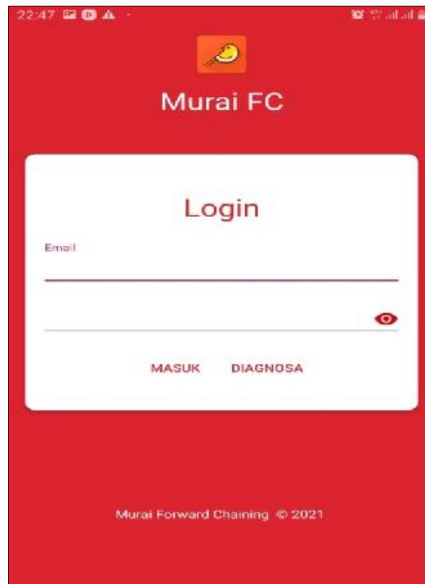 22:47
Murai FC
Login
Email
MASUK DIAGNOSA
Murai Forward Chaining © 2021